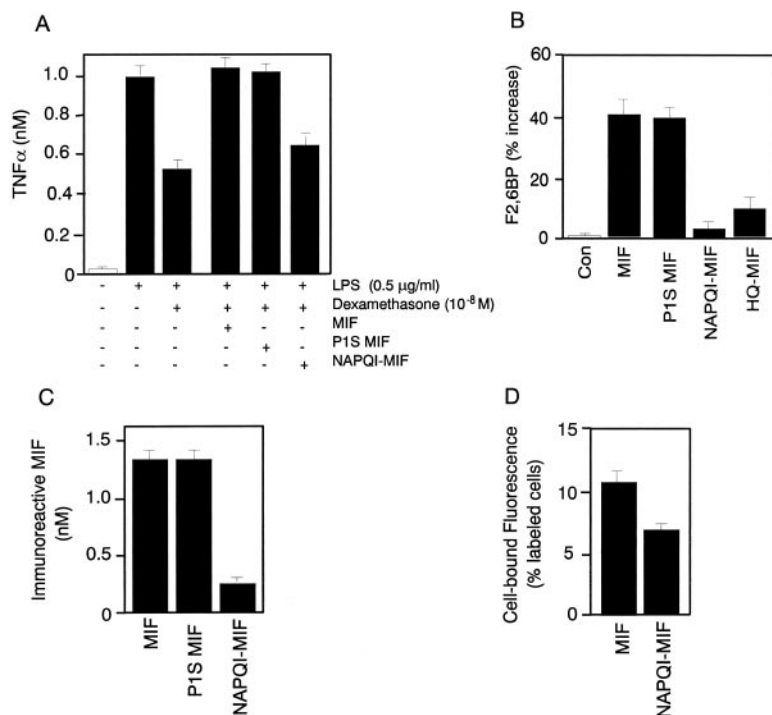 A
TNFα (nM)
1.0
0.8
0.6
0.4
0.2
0
- + + + + + LPS (0.5 µg/ml)
- - + + + + Dexamethasone (10-8 M)
- - - + - - MIF
- - - - + - P1S MIF
- - - - - + NAPQI-MIF
B
F2,6BP (% increase)
60
40
20
0
Con
MIF
P1S MIF
NAPQI-MIF
HQ-MIF
C
Immunoreactive MIF
(nM)
1.5
1.0
0.5
0
MIF
P1S MIF
NAPQI-MIF
D
Cell-bound Fluorescence
(% labeled cells)
15
10
5
0
MIF
NAPQI-MIF